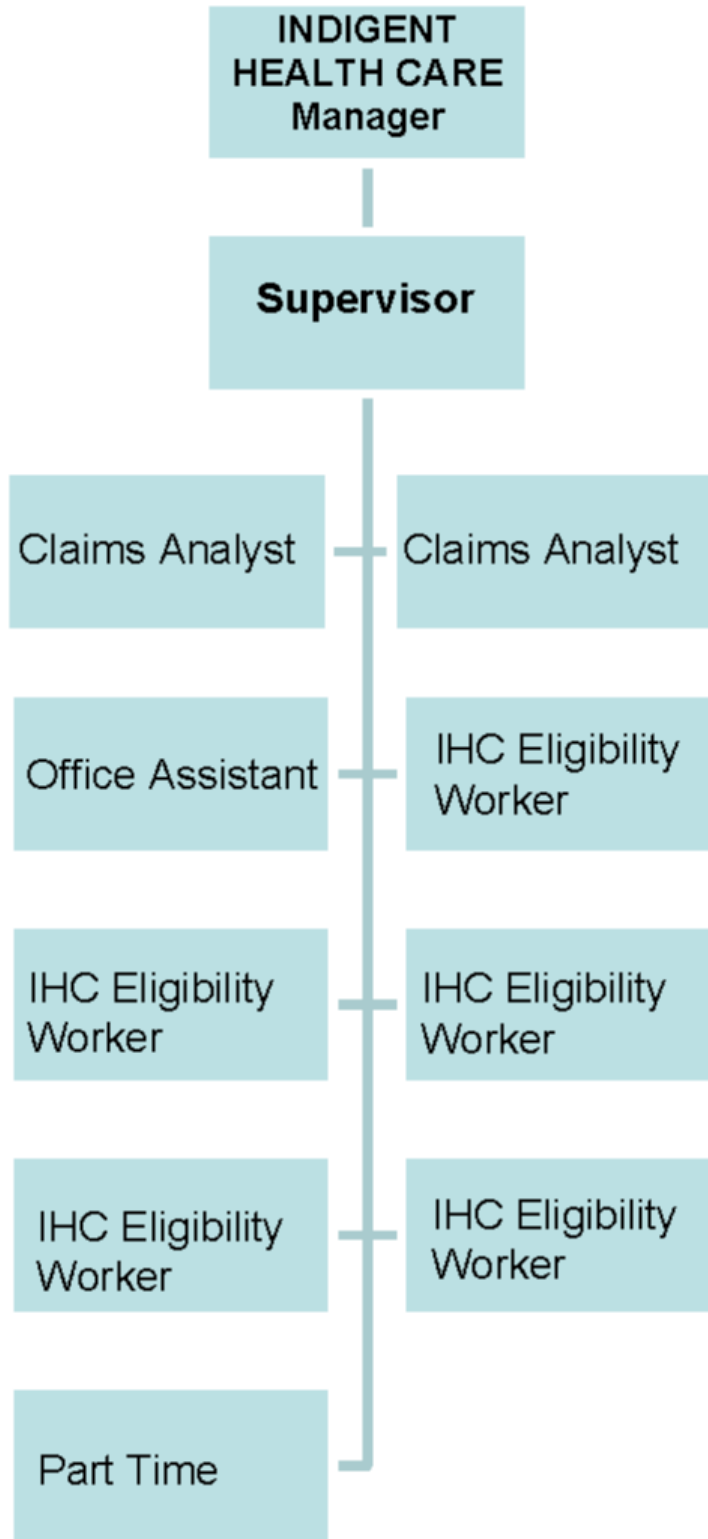 INDIGENT
HEALTH CARE
Manager
Supervisor
Claims Analyst
Claims Analyst
Office Assistant
IHC Eligibility
Worker
IHC Eligibility
Worker
IHC Eligibility
Worker
IHC Eligibility
Worker
IHC Eligibility
Worker
Part Time